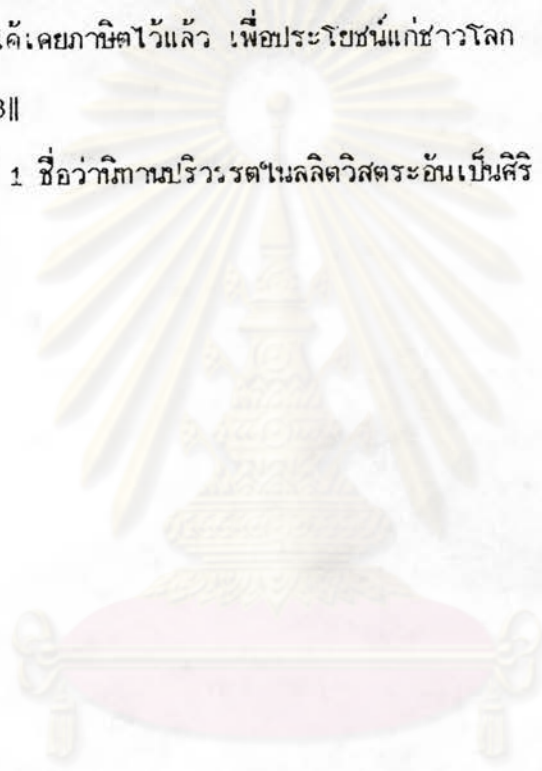 ได้เคยภาษิตไว้แล้ว เพื่อประโยชน์แก่ชาวโลก
3॥
1 ชื่อว่านิทานปริวรรตในลลิตวิสตระอันเป็นศิริ